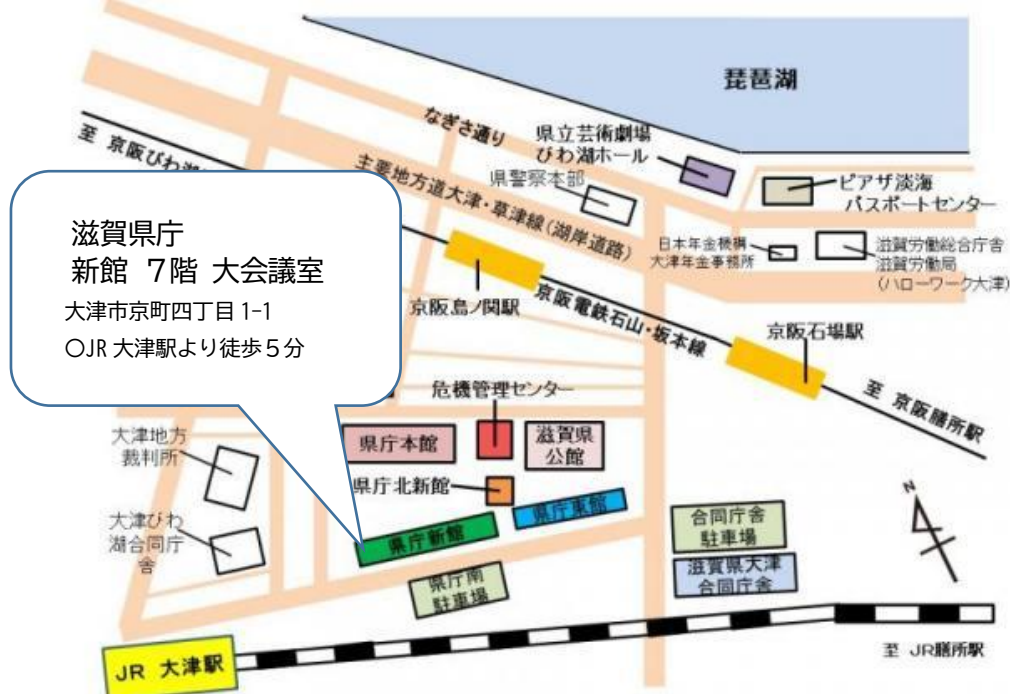 琵琶湖
なぎさ通り
県立芸術劇場
びわ湖ホール
至 京阪びわ湖
主要地方道大津・草津線(湖岸道路)
県警察本部
ピアザ淡海
パスポートセンター
滋賀県庁
新館 7階 大会議室
大津市京町四丁目1-1
〇JR大津駅より徒歩5分
日本年金機構
大津年金事務所
滋賀労働総合庁舎
滋賀労働局
(ハローワーク大津)
京阪島ノ関駅
京阪電鉄石山・坂本線
京阪石場駅
至 京阪膳所駅
危機管理センター
大津地方
裁判所
県庁本館
滋賀県
公館
県庁北新館
県庁東館
県庁新館
大津びわ
湖合同庁
舎
合同庁舎
駐車場
滋賀県大津
合同庁舎
県庁南
駐車場
N
JR 大津駅
至 JR膳所駅